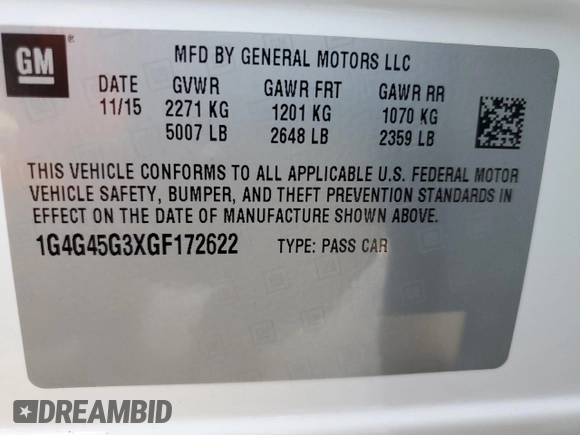 GM
MFD BY GENERAL MOTORS LLC
DATE GVWR GAWR FRT GAWR RR
11/15 2271 KG 1201 KG 1070 KG
5007 LB 2648 LB 2359 LB
THIS VEHICLE CONFORMS TO ALL APPLICABLE U.S. FEDERAL MOTOR
VEHICLE SAFETY, BUMPER, AND THEFT PREVENTION STANDARDS IN
EFFECT ON THE DATE OF MANUFACTURE SHOWN ABOVE.
1G4G45G3XGF172622 TYPE: PASS CAR
DREAMBID